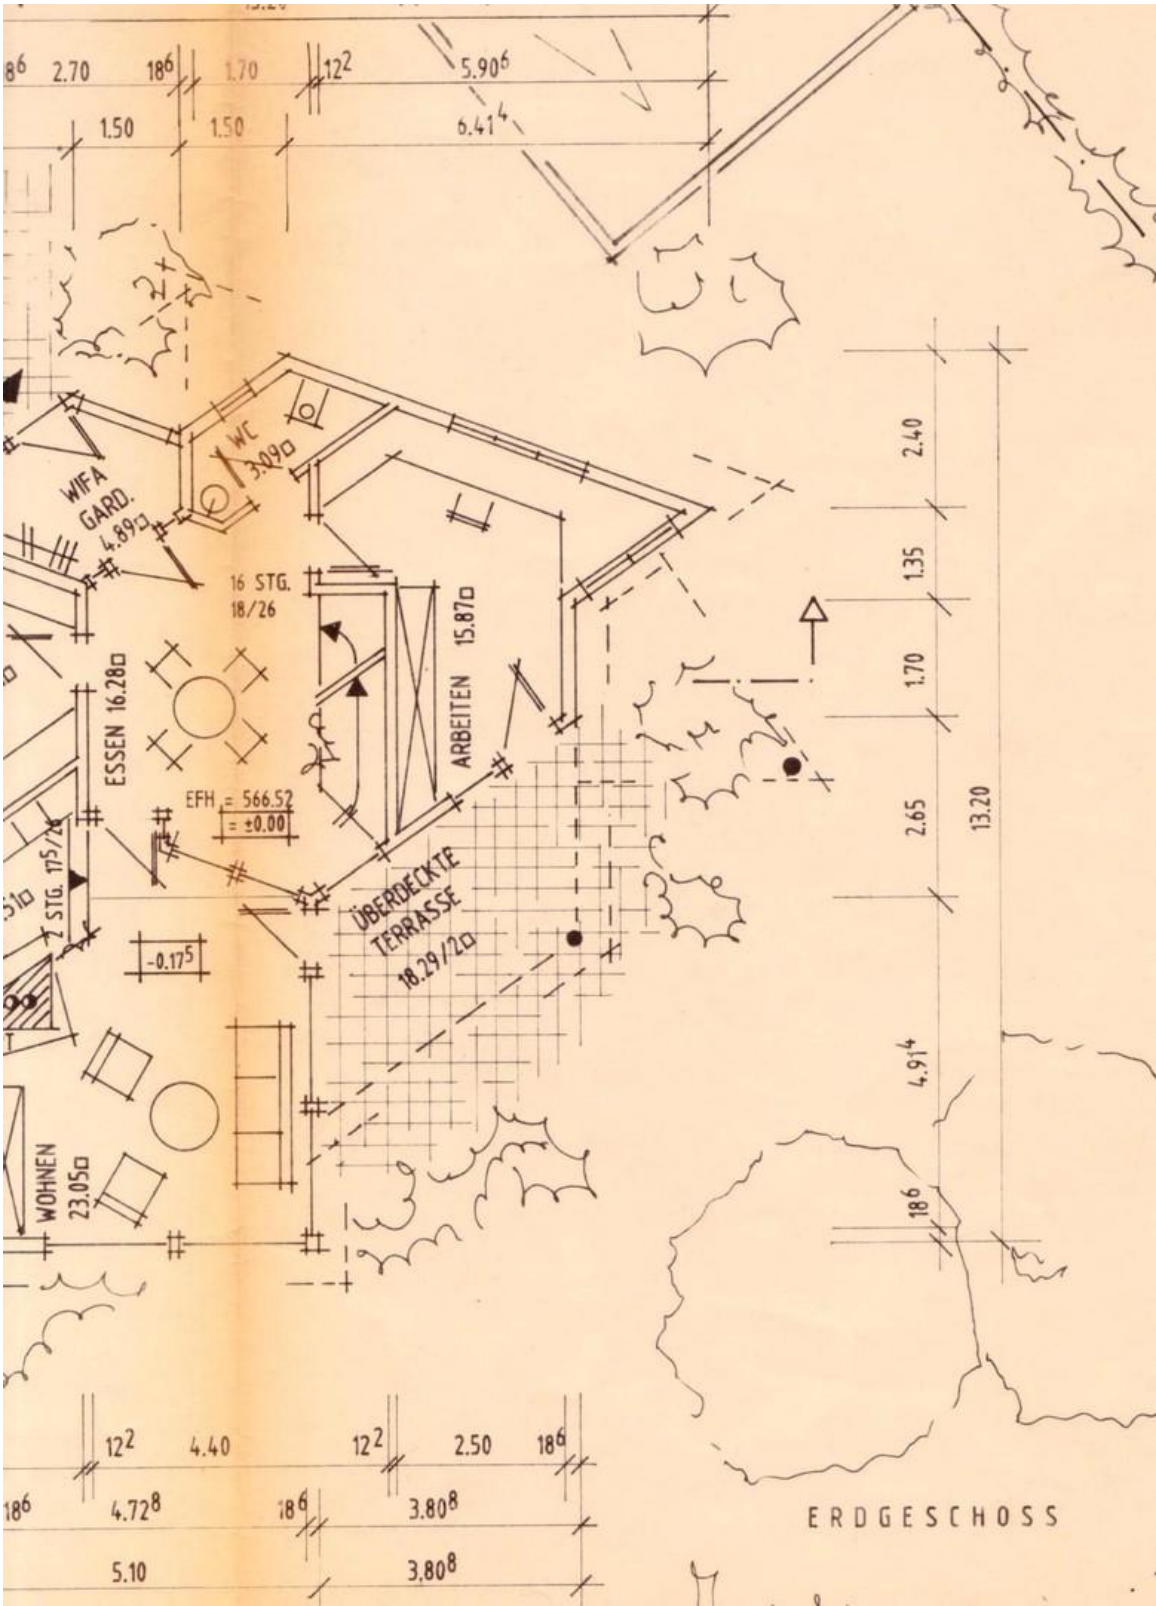 8⁶ 2.70 18⁶ 1.70 12² 5.90⁶
1.50 1.50 6.41⁴
WC
3.09□
WIFA
GARD.
4.89□
16 STG.
18/26
ESSEN 16.28□
ARBEITEN 15.87□
EFH = 566.52
= ±0.00
2 STG. 17⁵/26
51□
ÜBERDECKTE
TERRASSE
18.29/2□
-0.17⁵
WOHNEN
23.05□
2.40
1.35
1.70
2.65
13.20
4.91⁴
18⁶
12² 4.40 12² 2.50 18⁶
18⁶ 4.72⁸ 18⁶ 3.80⁸
5.10 3,80⁸
ERDGESCHOSS